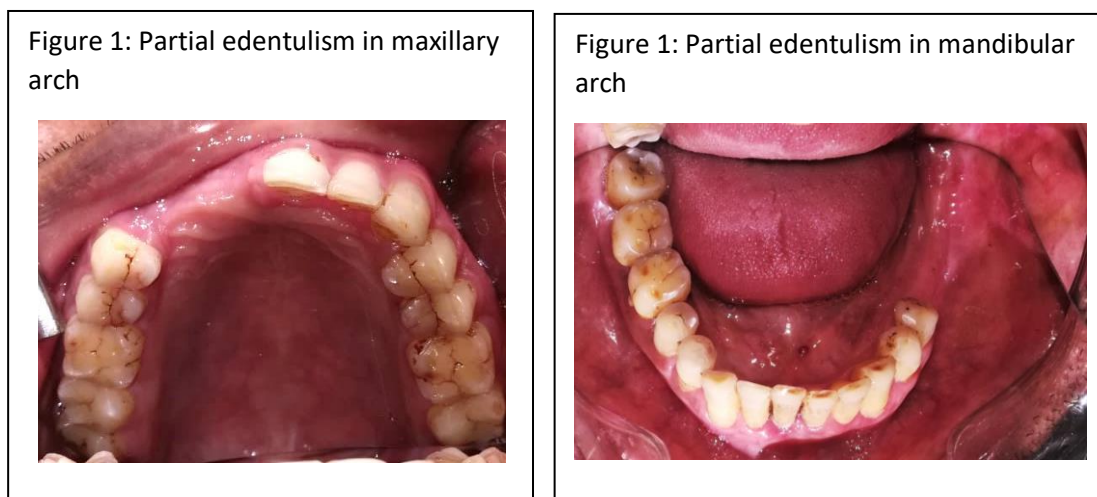 Figure 1: Partial edentulism in maxillary
arch
Figure 1: Partial edentulism in mandibular
arch